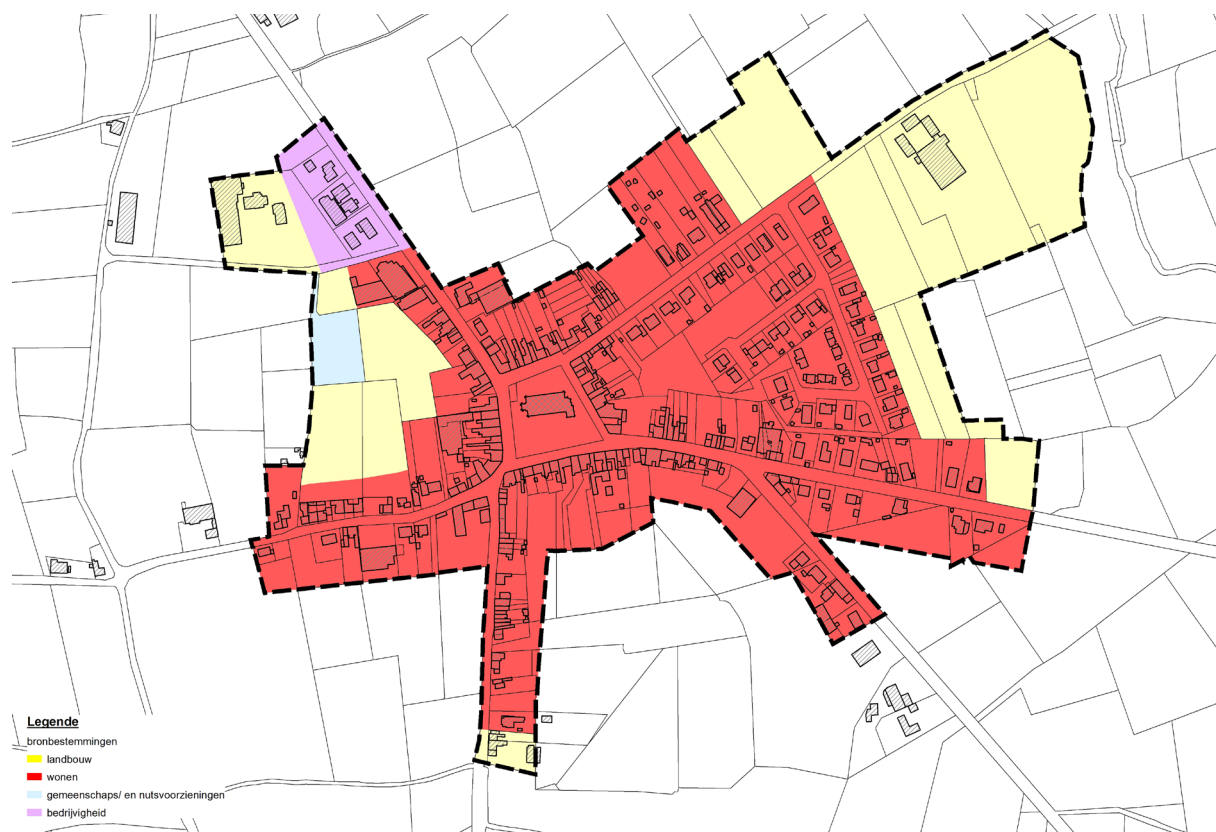 Legende
bronbestemmingen
landbouw
wonen
gemeenschaps/ en nutsvoorzieningen
bedrijvigheid